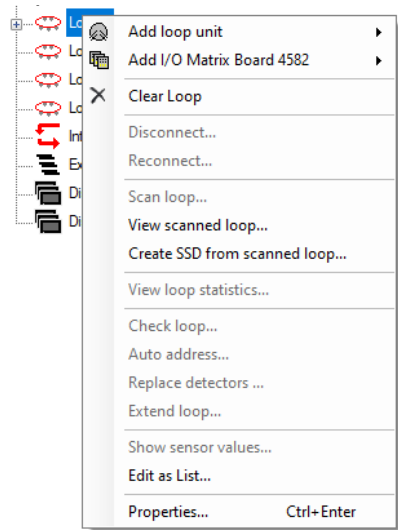 Lo
Add loop unit
Lo
Add I/O Matrix Board 4582
Lo
Clear Loop
Lo
Int
Disconnect...
Ex
Reconnect...
Di
Scan loop...
Di
View scanned loop...
Create SSD from scanned loop...
View loop statistics...
Check loop...
Auto address...
Replace detectors ...
Extend loop...
Show sensor values...
Edit as List...
Properties... Ctrl+Enter